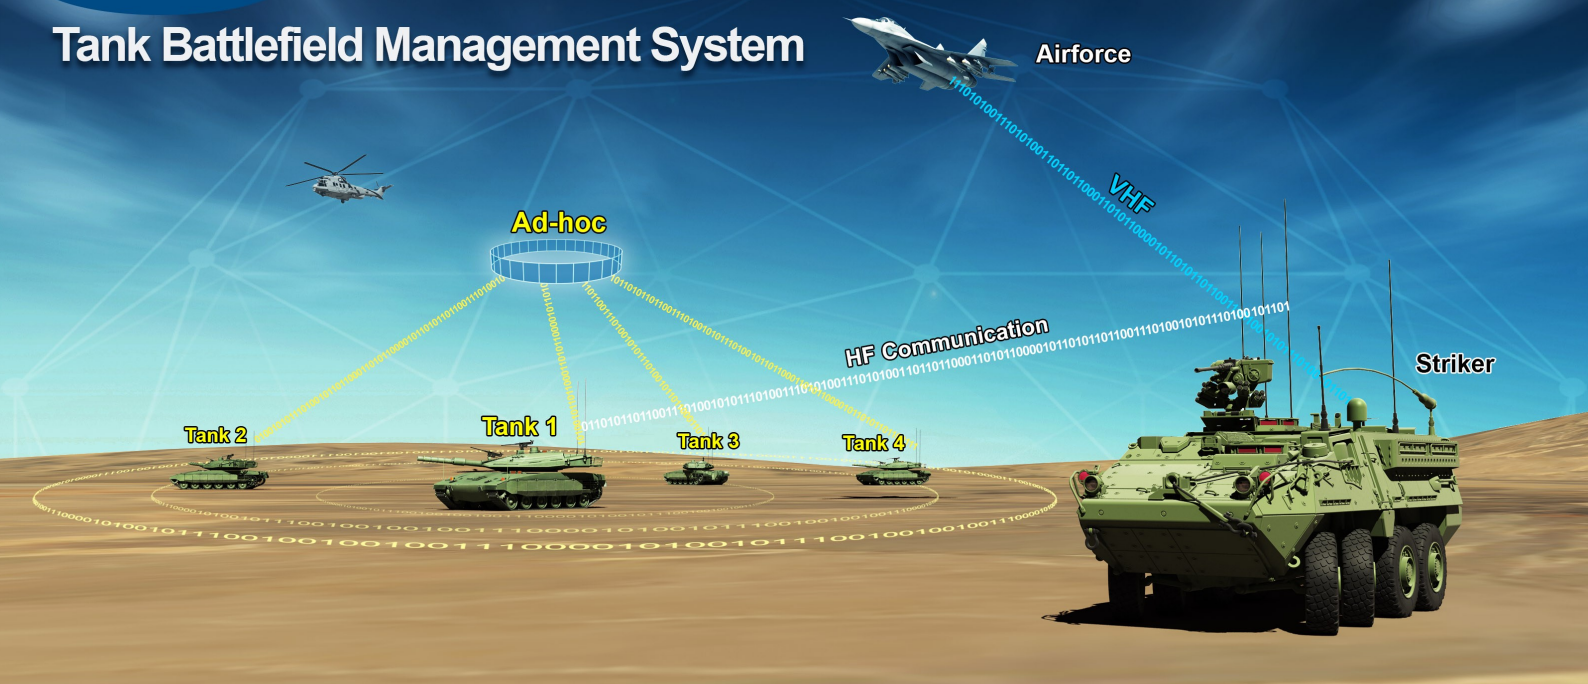 Tank Battlefield Management System
Airforce
VHF
Ad-hoc
HF Communication
Striker
Tank 2
Tank 1
Tank 3
Tank 4